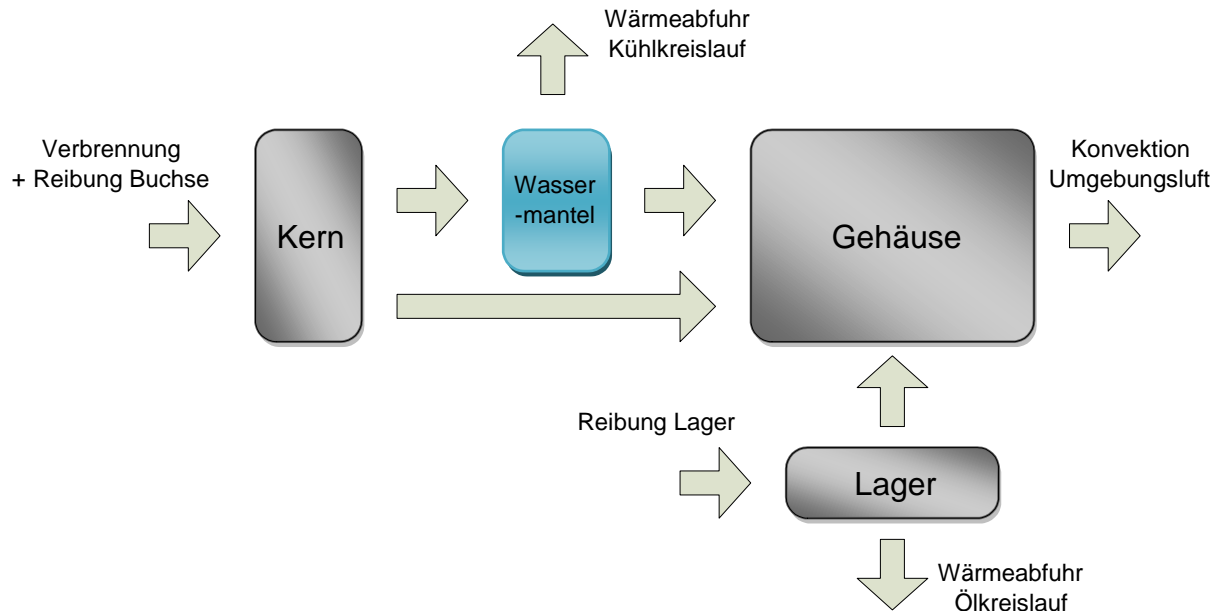 Wärmeabfuhr
Kühlkreislauf
Verbrennung
+ Reibung Buchse
Kern
Wasser
-mantel
Gehäuse
Konvektion
Umgebungsluft
Reibung Lager
Lager
Wärmeabfuhr
Ölkreislauf